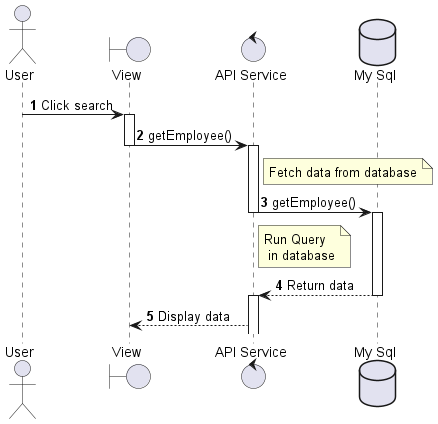 User
View
API Service
My Sql
1 Click search
2 getEmployee()
Fetch data from database
3 getEmployee()
Run Query
in database
4 Return data
5 Display data
User
View
API Service
My Sql